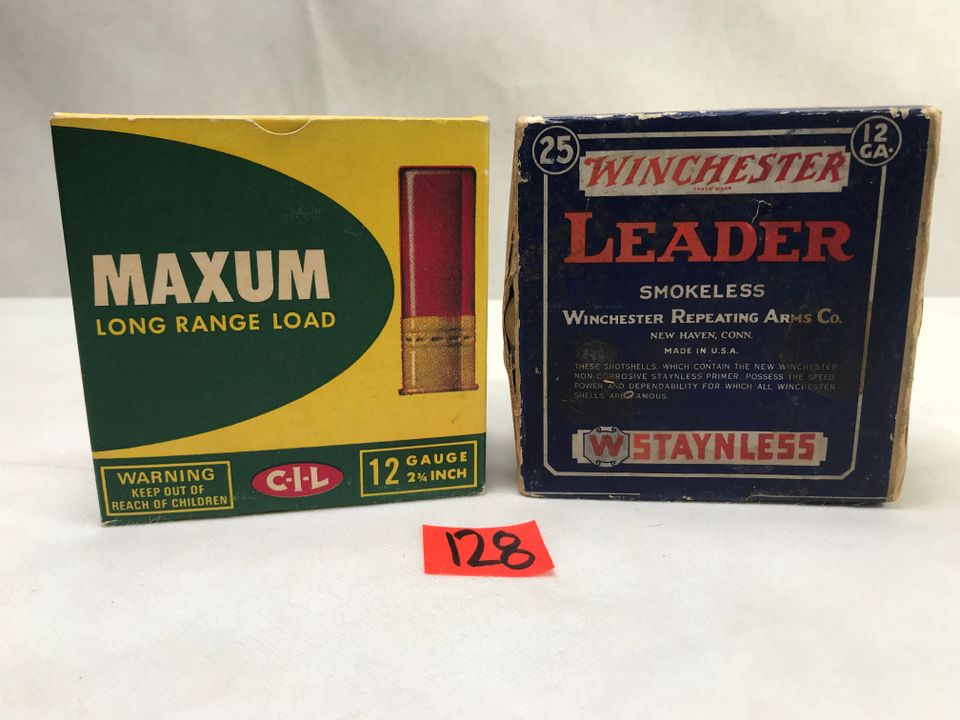 MAXUM
LONG RANGE LOAD
WARNING
KEEP OUT OF
REACH OF CHILDREN
C-I-L
12 GAUGE
2¾ INCH
25
12
GA.
WINCHESTER
TRADE MARK
LEADER
SMOKELESS
WINCHESTER REPEATING ARMS CO.
NEW HAVEN, CONN.
MADE IN U.S.A.
THESE SHOTSHELLS, WHICH CONTAIN THE NEW WINCHESTER
NON-CORROSIVE STAYNLESS PRIMER, POSSESS THE SPEED,
POWER AND DEPENDABILITY FOR WHICH ALL WINCHESTER
SHELLS ARE FAMOUS.
W STAYNLESS
128